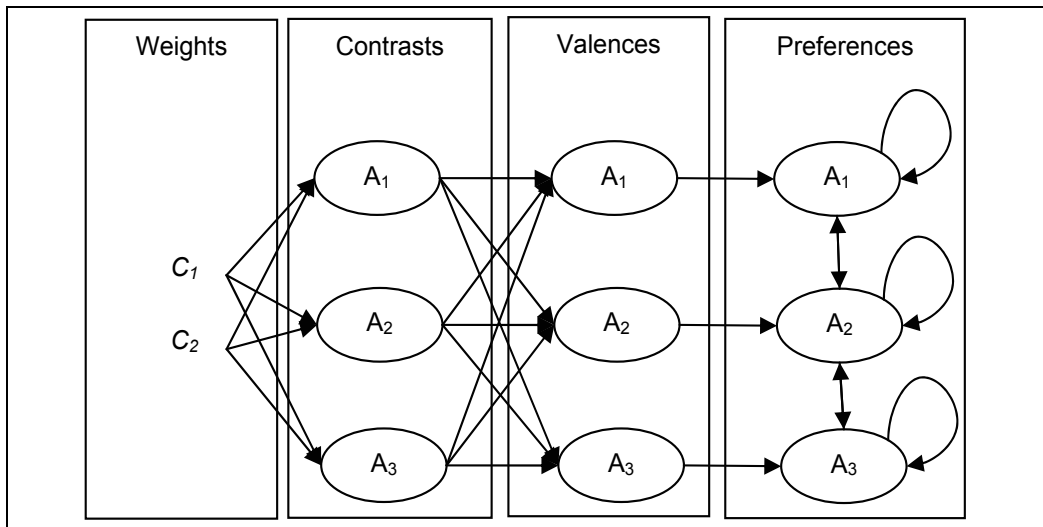 Weights Contrasts Valences Preferences
A₁ A₁ A₁
C₁
A₂ A₂ A₂
C₂
A₃ A₃ A₃